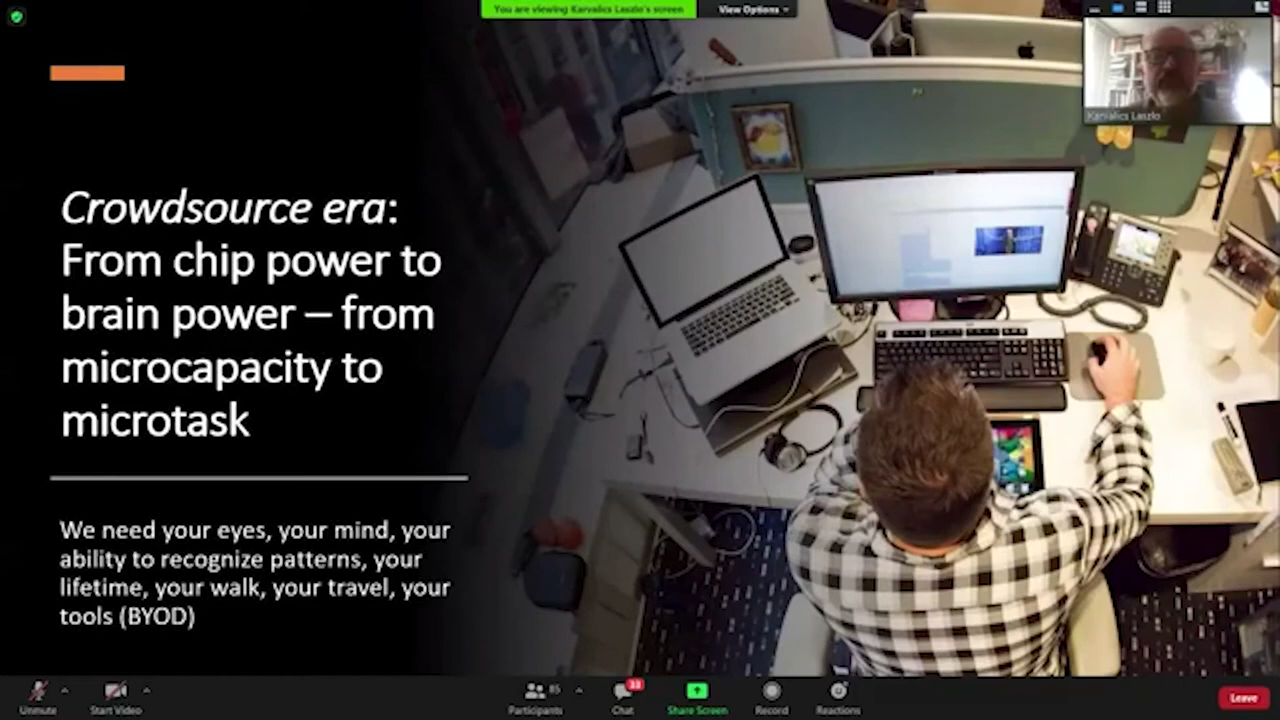 You are viewing Karvalics Laszlo's screen
View Options
Karvalics Laszlo
Crowdsource era:
From chip power to
brain power – from
microcapacity to
microtask
We need your eyes, your mind, your
ability to recognize patterns, your
lifetime, your walk, your travel, your
tools (BYOD)
Unmute
Start Video
Participants
85
Chat
33
Share Screen
Record
Reactions
Leave